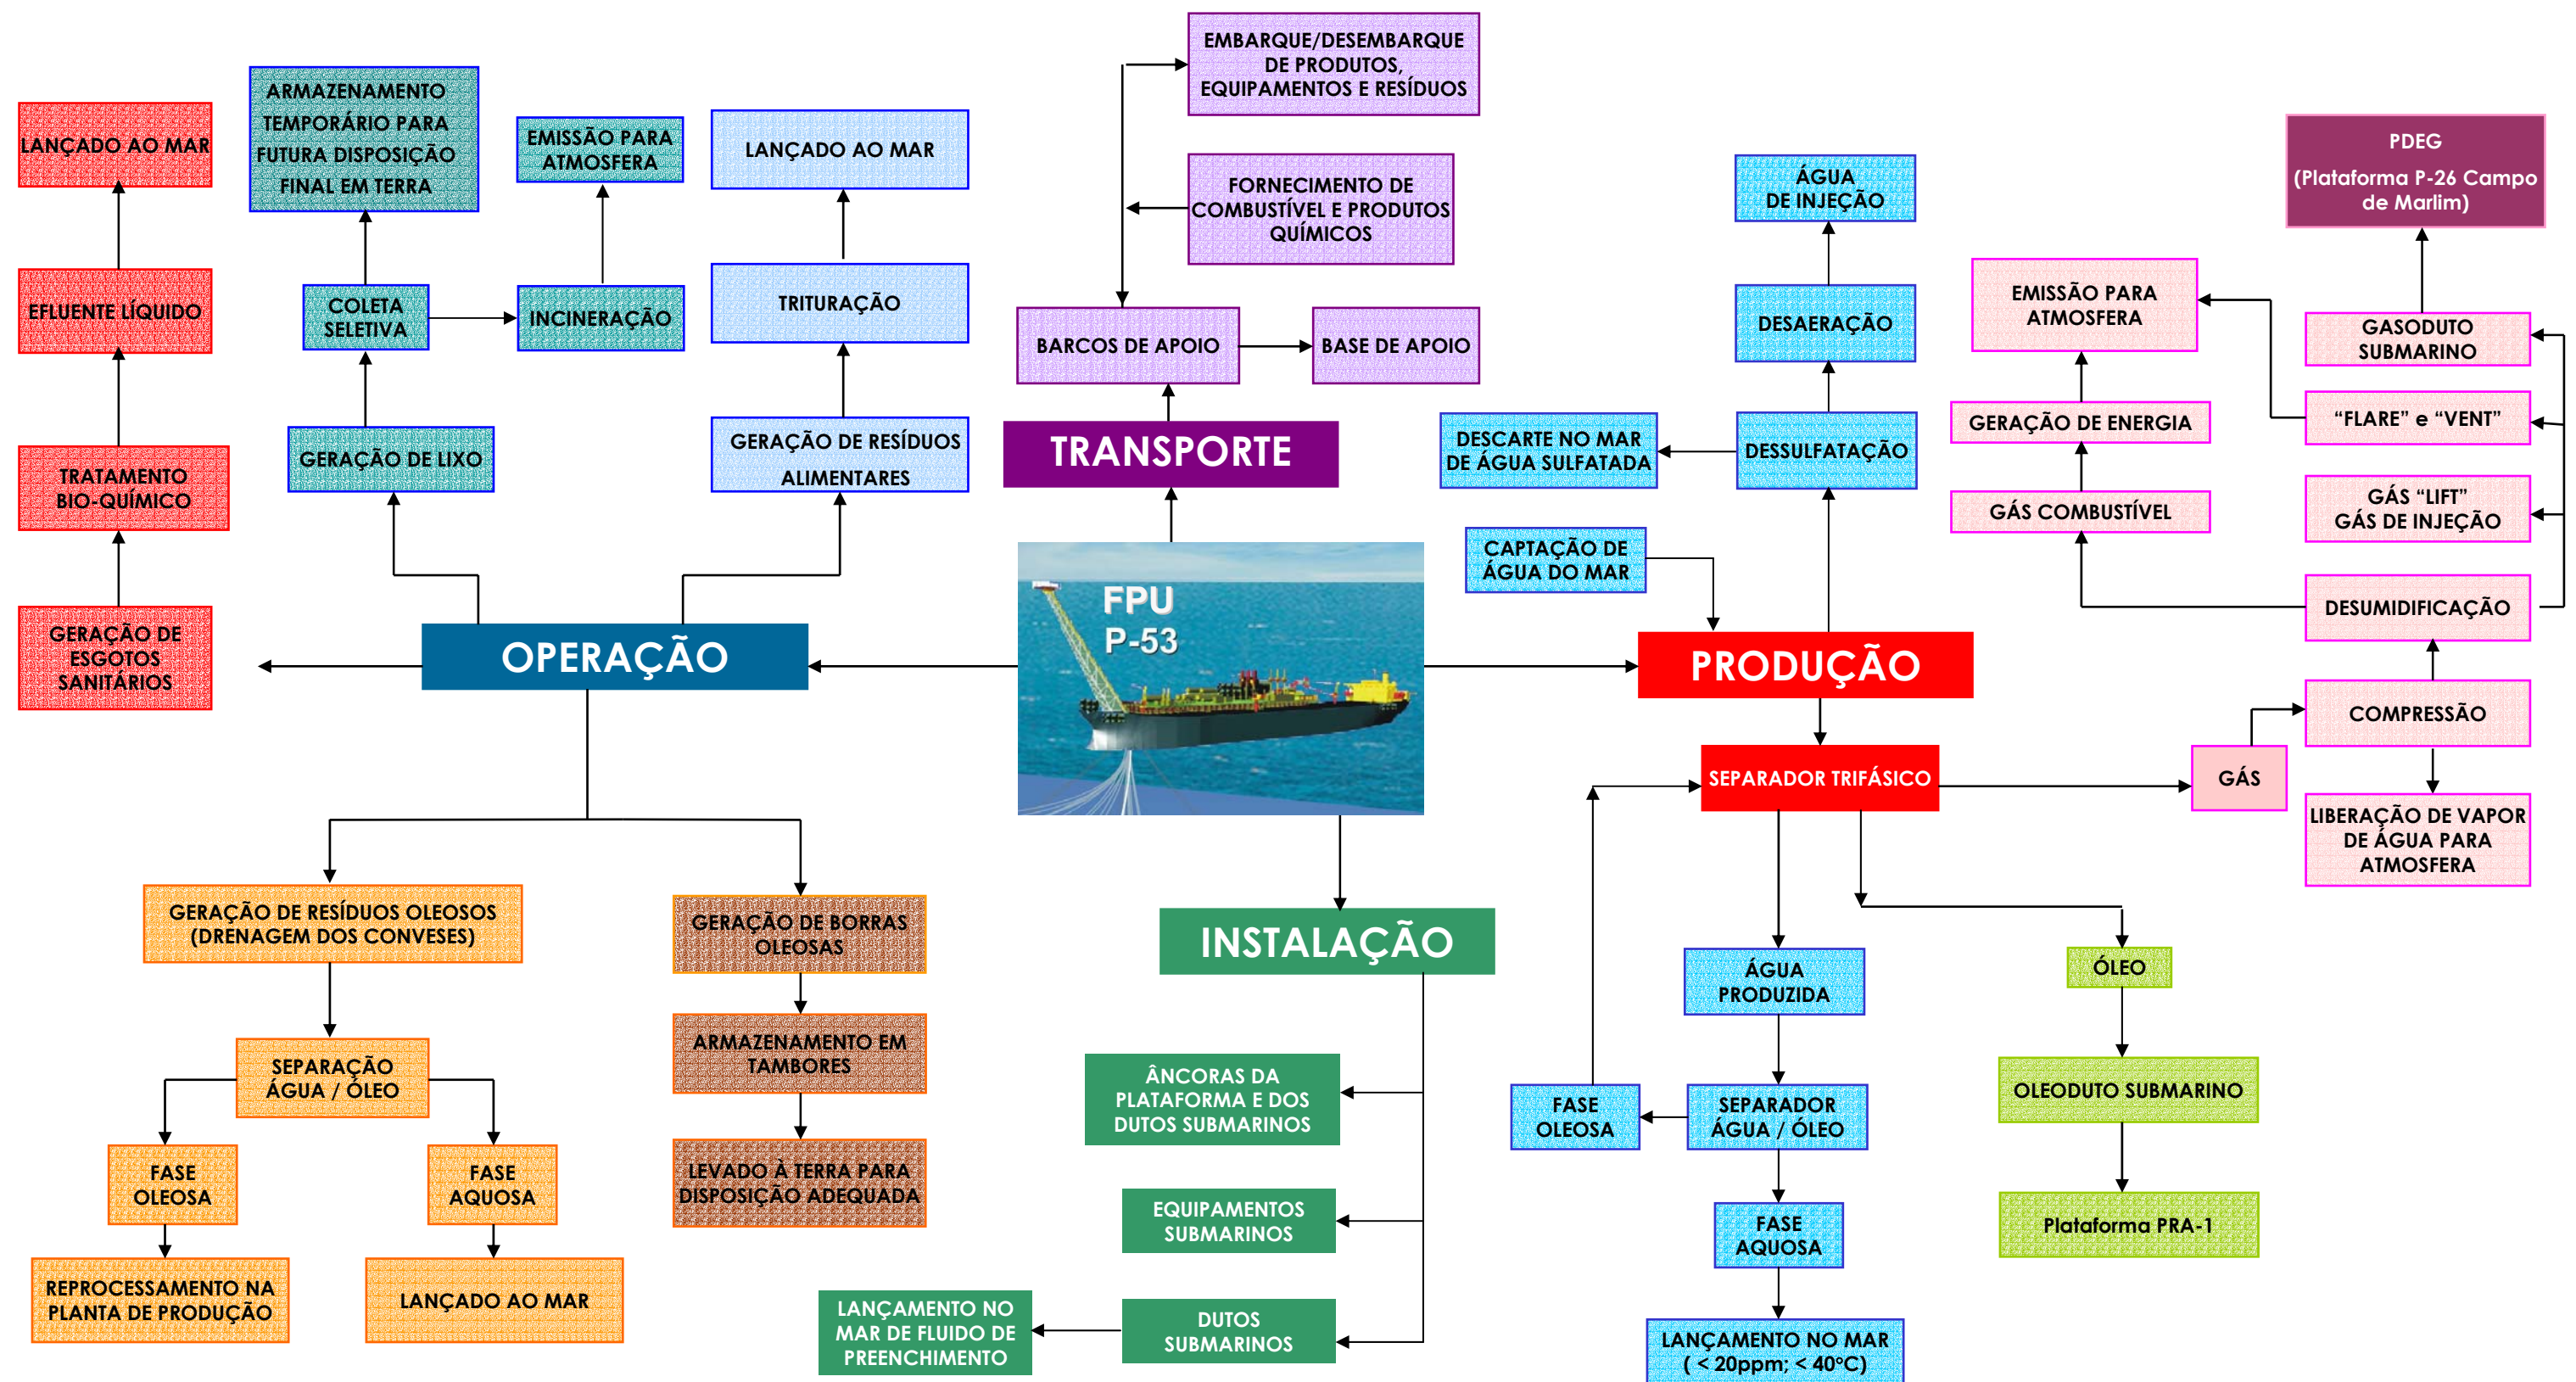 EMBARQUE/DESEMBARQUE
DE PRODUTOS,
EQUIPAMENTOS E RESÍDUOS
FORNECIMENTO DE
COMBUSTÍVEL E PRODUTOS
QUÍMICOS
BARCOS DE APOIO
BASE DE APOIO
TRANSPORTE
LANÇADO AO MAR
EFLUENTE LÍQUIDO
TRATAMENTO
BIO-QUÍMICO
GERAÇÃO DE
ESGOTOS
SANITÁRIOS
ARMAZENAMENTO
TEMPORÁRIO PARA
FUTURA DISPOSIÇÃO
FINAL EM TERRA
EMISSÃO PARA
ATMOSFERA
COLETA
SELETIVA
INCINERAÇÃO
GERAÇÃO DE LIXO
LANÇADO AO MAR
TRITURAÇÃO
GERAÇÃO DE RESÍDUOS
ALIMENTARES
OPERAÇÃO
FPU
P-53
GERAÇÃO DE RESÍDUOS OLEOSOS
(DRENAGEM DOS CONVESES)
SEPARAÇÃO
ÁGUA / ÓLEO
FASE
OLEOSA
FASE
AQUOSA
REPROCESSAMENTO NA
PLANTA DE PRODUÇÃO
LANÇADO AO MAR
GERAÇÃO DE BORRAS
OLEOSAS
ARMAZENAMENTO EM
TAMBORES
LEVADO À TERRA PARA
DISPOSIÇÃO ADEQUADA
INSTALAÇÃO
ÂNCORAS DA
PLATAFORMA E DOS
DUTOS SUBMARINOS
EQUIPAMENTOS
SUBMARINOS
DUTOS
SUBMARINOS
LANÇAMENTO NO
MAR DE FLUIDO DE
PREENCHIMENTO
ÁGUA
DE INJEÇÃO
DESAERAÇÃO
DESCARTE NO MAR
DE ÁGUA SULFATADA
DESSULFATAÇÃO
CAPTAÇÃO DE
ÁGUA DO MAR
PRODUÇÃO
SEPARADOR TRIFÁSICO
ÁGUA
PRODUZIDA
FASE
OLEOSA
SEPARADOR
ÁGUA / ÓLEO
FASE
AQUOSA
LANÇAMENTO NO MAR
( < 20ppm; < 40ºC)
ÓLEO
OLEODUTO SUBMARINO
Plataforma PRA-1
PDEG
(Plataforma P-26 Campo
de Marlim)
EMISSÃO PARA
ATMOSFERA
GASODUTO
SUBMARINO
GERAÇÃO DE ENERGIA
“FLARE” e “VENT”
GÁS COMBUSTÍVEL
GÁS “LIFT”
GÁS DE INJEÇÃO
DESUMIDIFICAÇÃO
COMPRESSÃO
GÁS
LIBERAÇÃO DE VAPOR
DE ÁGUA PARA
ATMOSFERA